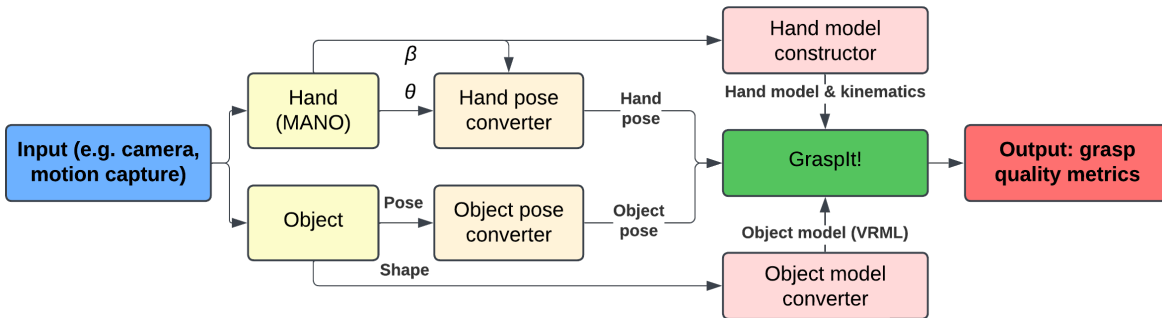 Hand model
constructor
β
Hand model & kinematics
Hand
(MANO)
θ
Hand pose
converter
Hand
pose
Input (e.g. camera,
motion capture)
GraspIt!
Output: grasp
quality metrics
Object
Pose
Object pose
converter
Object
pose
Object model (VRML)
Shape
Object model
converter